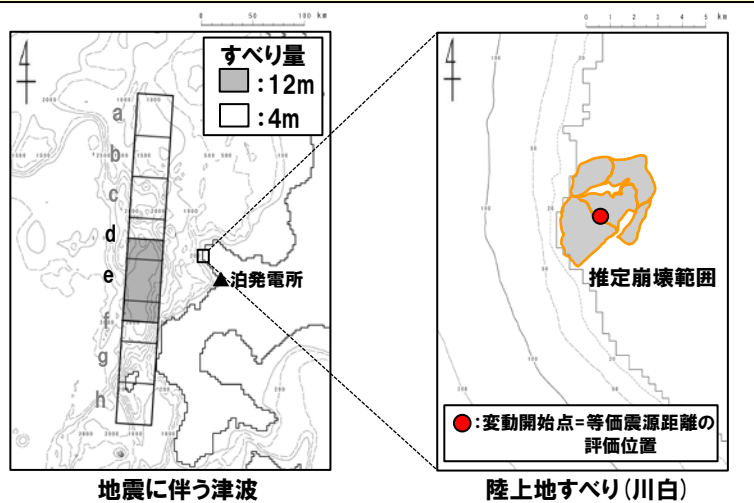 0 50 100 km
0 1 2 3 4 5 km
すべり量
:12m
:4m
a
b
c
d
e
f
g
h
▲泊発電所
推定崩壊範囲
:変動開始点=等価震源距離の
評価位置
地震に伴う津波
陸上地すべり(川白)